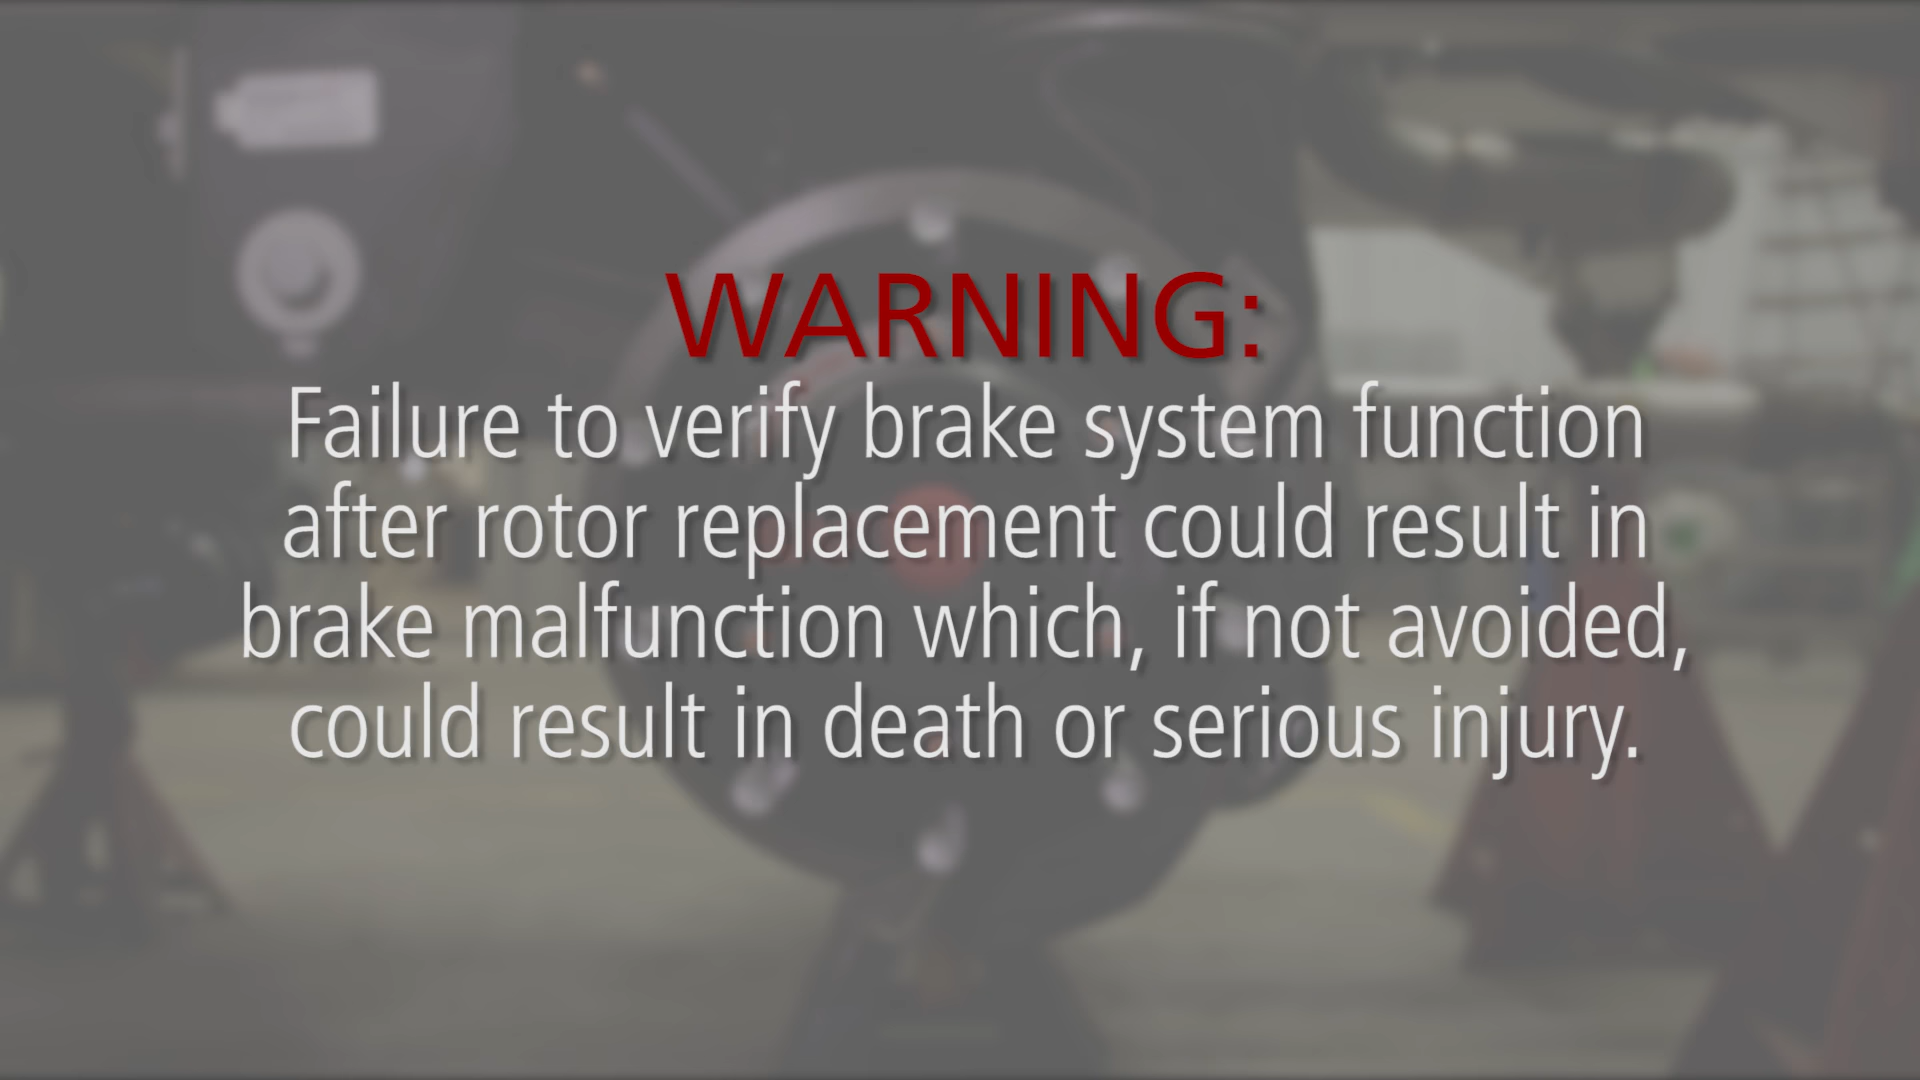 WARNING:
Failure to verify brake system function
after rotor replacement could result in
brake malfunction which, if not avoided,
could result in death or serious injury.